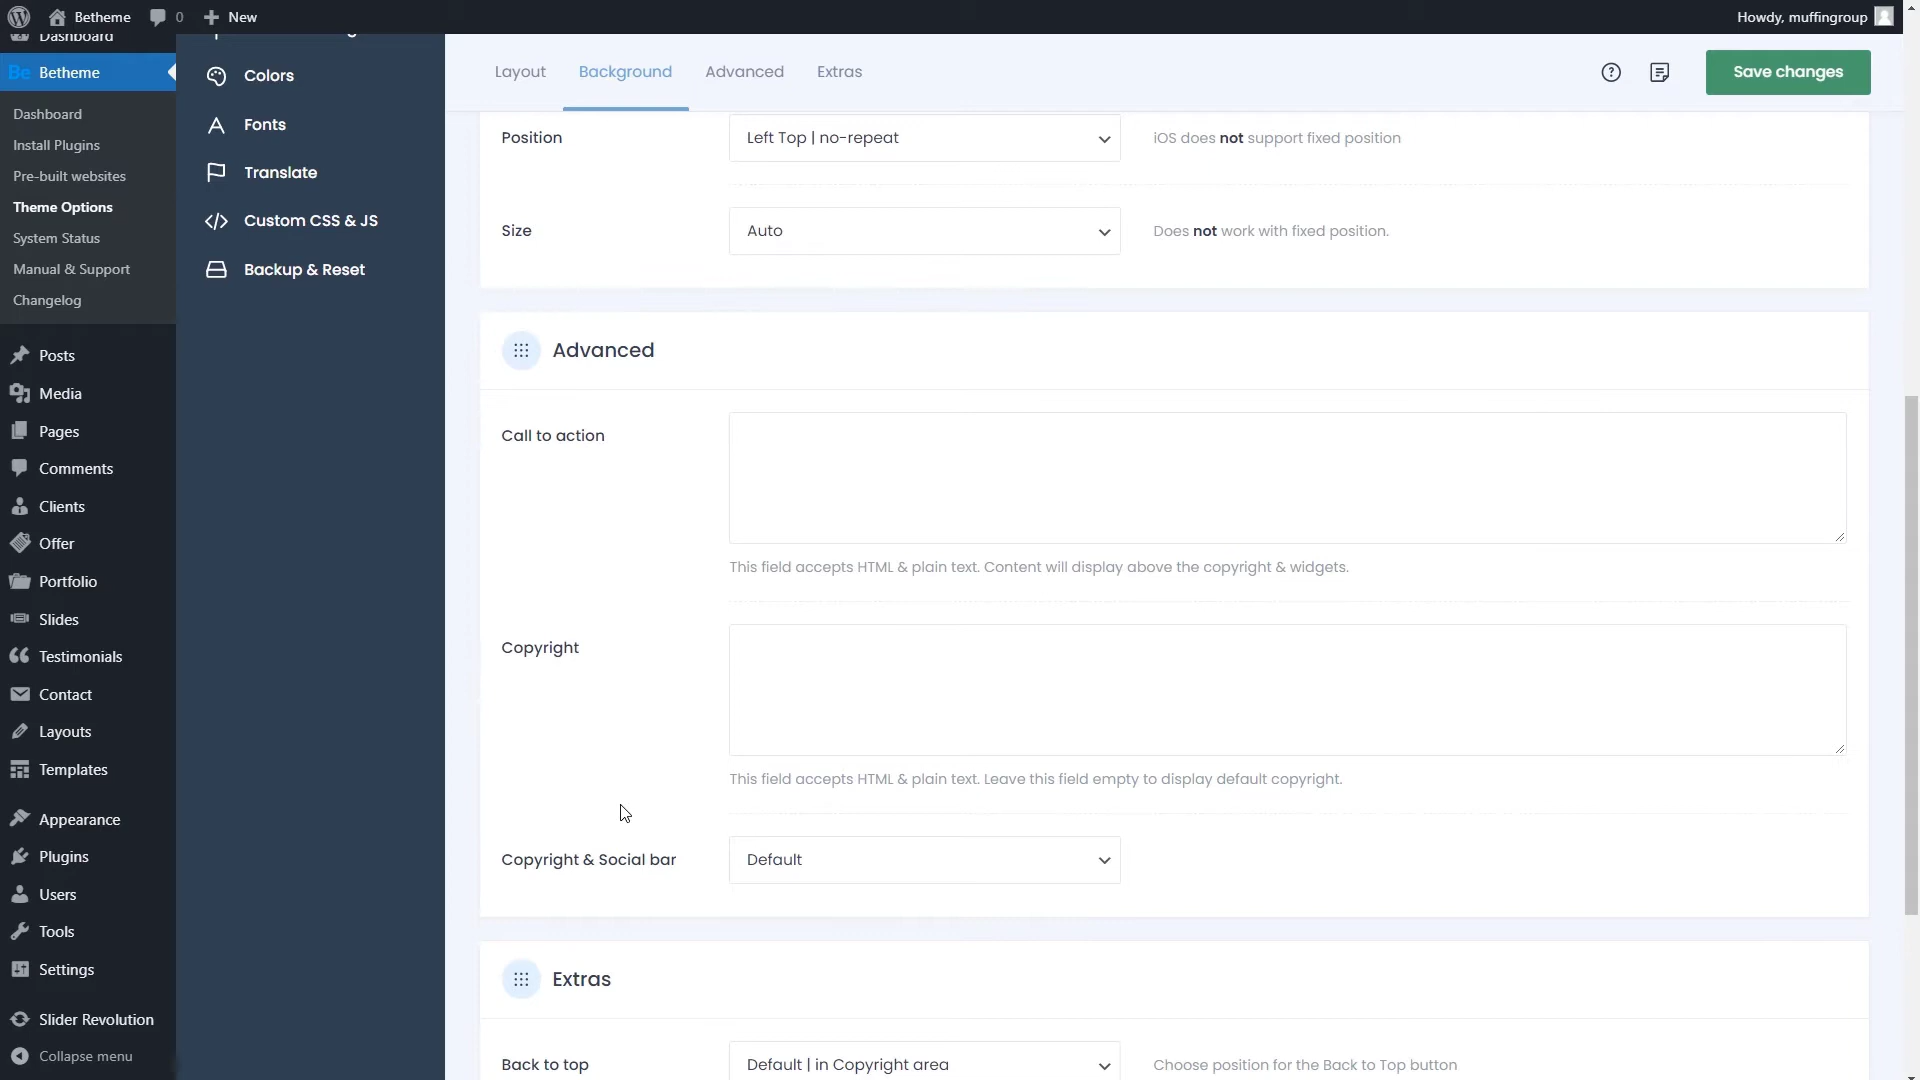 Betheme
0
New
Howdy, muffingroup
Dashboard
Be Betheme
Dashboard
Install Plugins
Pre-built websites
Theme Options
System Status
Manual & Support
Changelog
Posts
Media
Pages
Comments
Clients
Offer
Portfolio
Slides
Testimonials
Contact
Layouts
Templates
Appearance
Plugins
Users
Tools
Settings
Slider Revolution
Collapse menu
Colors
Fonts
Translate
Custom CSS & JS
Backup & Reset
Layout
Background
Advanced
Extras
Save changes
Position
Left Top | no-repeat
iOS does not support fixed position
Size
Auto
Does not work with fixed position.
Advanced
Call to action
This field accepts HTML & plain text. Content will display above the copyright & widgets.
Copyright
This field accepts HTML & plain text. Leave this field empty to display default copyright.
Copyright & Social bar
Default
Extras
Back to top
Default | in Copyright area
Choose position for the Back to Top button